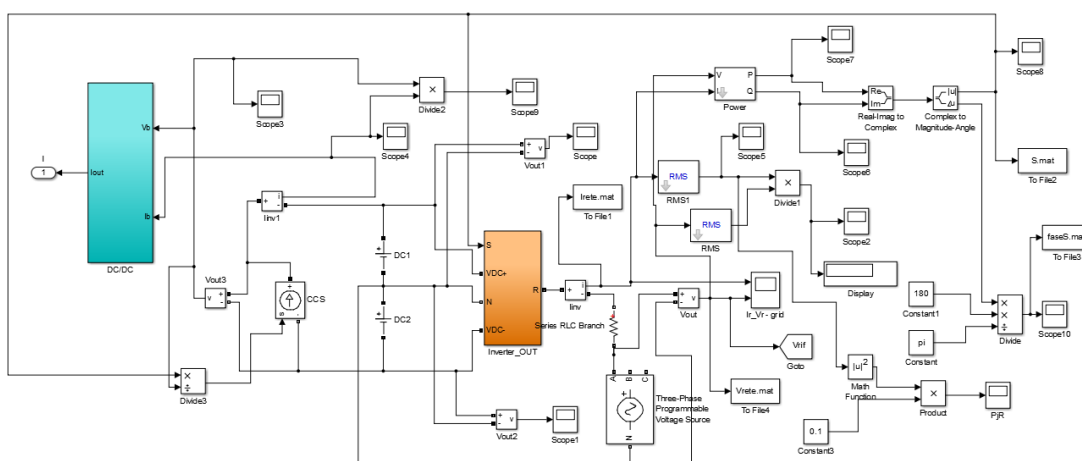 Scope7
Scope8
V
P
I
Q
Power
Re
Im
Real-Imag to
Complex
|u|
∠u
Complex to
Magnitude-Angle
Vb
Iout
Ib
DC/DC
I
1
Scope3
×
Divide2
Scope9
Scope4
+
-
v
Vout1
Scope
Scope5
Scope6
S.mat
To File2
RMS
RMS1
×
Divide1
RMS
RMS
Scope2
Irete.mat
To File1
faseS.mat
To File3
+
-
i
Iinv1
DC1
DC2
S
VDC+
N
VDC-
R
Inverter_OUT
+
-
i
Iinv
Series RLC Branch
+
-
v
Vout
Ir_Vr - grid
Display
180
Constant1
pi
Constant
×
×
÷
Divide
Scope10
Vout3
v
+
-
CCS
s
+
-
×
÷
Divide3
Vrif
Goto
Vrete.mat
To File4
A
B
C
N
Three-Phase
Programmable
Voltage Source
|u|²
Math
Function
×
Product
PjR
0.1
Constant3
+
-
v
Vout2
Scope1